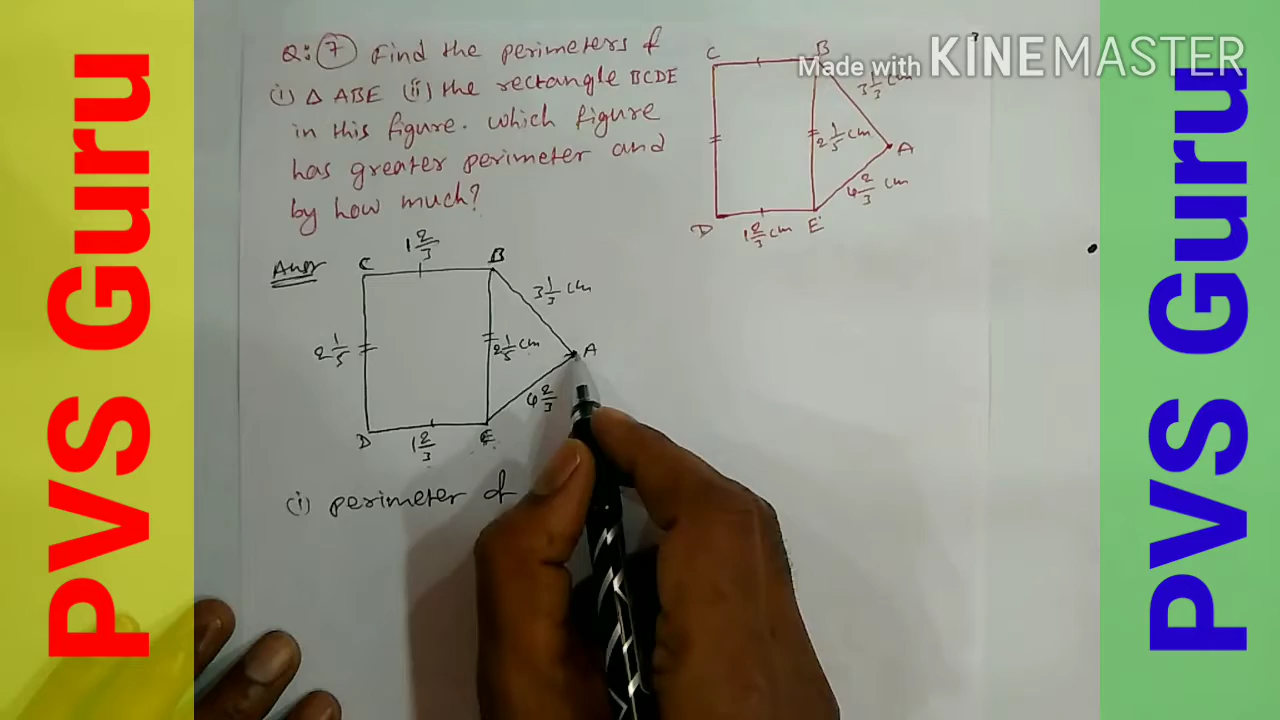 PVS Guru
Q: 7 Find the perimeters of
(i) Δ ABE (ii) the rectangle BCDE
in this figure. Which figure
has greater perimeter and
by how much?
C
B
3 1/3 cm
2 1/5 cm
A
4 2/3 cm
D
1 2/3 cm
E
Made with KINEMASTER
Ans
1 2/3
C
B
3 1/3 cm
2 1/5
2 1/5 cm
A
4 2/3
D
1 2/3
E
(i) perimeter of
PVS Guru